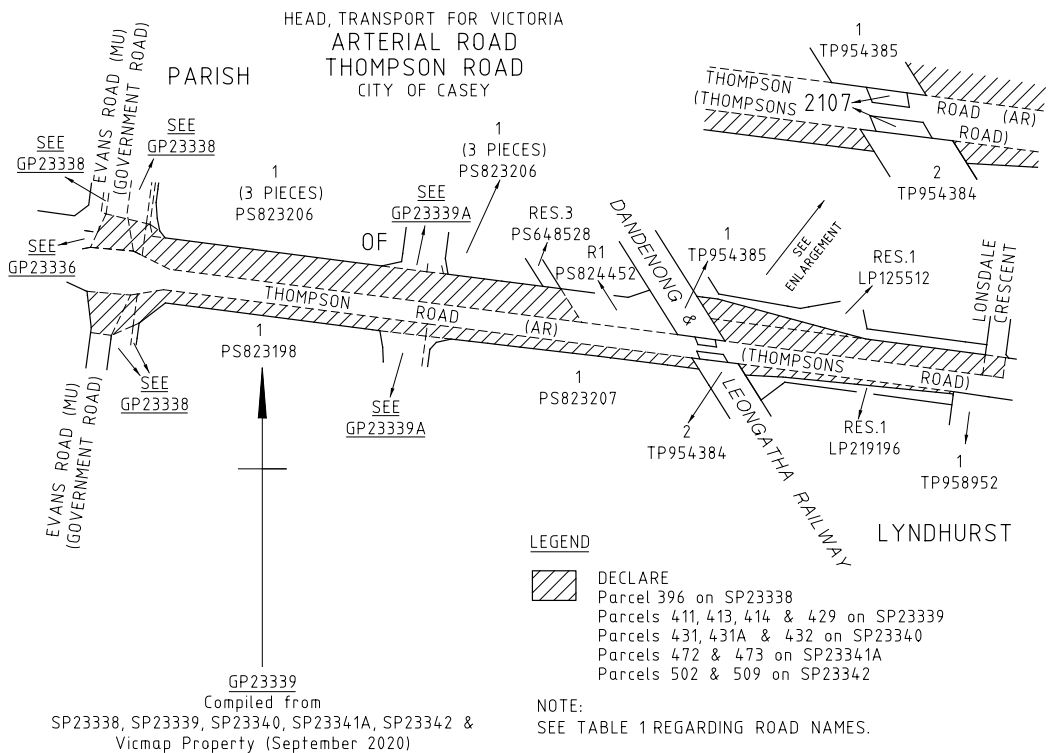 HEAD, TRANSPORT FOR VICTORIA
ARTERIAL ROAD
THOMPSON ROAD
CITY OF CASEY
PARISH
EVANS ROAD (MU)
(GOVERNMENT ROAD)
SEE
GP23338
SEE
GP23338
SEE
GP23336
1
(3 PIECES)
PS823206
OF
SEE
GP23339A
1
(3 PIECES)
PS823206
RES.3
PS648528
R1
PS824452
DANDENONG &
LEONGATHA RAILWAY
1
TP954385
SEE
ENLARGEMENT
RES.1
LP125512
LONSDALE
CRESCENT
1
TP954385
THOMPSON
(THOMPSONS
2107
ROAD (AR)
ROAD)
2
TP954384
THOMPSON ROAD (AR)
(THOMPSONS ROAD)
1
PS823198
SEE
GP23338
EVANS ROAD (MU)
(GOVERNMENT ROAD)
SEE
GP23339A
1
PS823207
2
TP954384
RES.1
LP219196
1
TP958952
LYNDHURST
LEGEND
DECLARE
Parcel 396 on SP23338
Parcels 411, 413, 414 & 429 on SP23339
Parcels 431, 431A & 432 on SP23340
Parcels 472 & 473 on SP23341A
Parcels 502 & 509 on SP23342
NOTE:
SEE TABLE 1 REGARDING ROAD NAMES.
GP23339
Compiled from
SP23338, SP23339, SP23340, SP23341A, SP23342 &
Vicmap Property (September 2020)